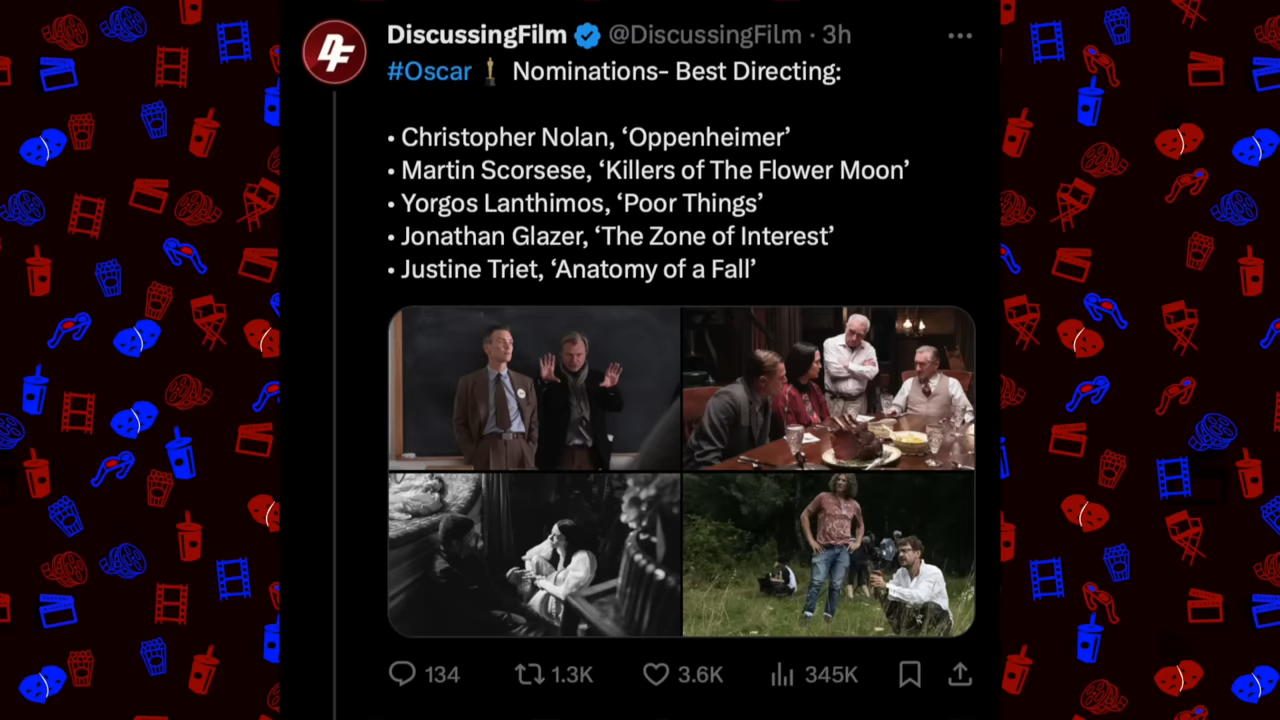 DF
DiscussingFilm @DiscussingFilm · 3h
#Oscar Nominations- Best Directing:
• Christopher Nolan, ‘Oppenheimer’
• Martin Scorsese, ‘Killers of The Flower Moon’
• Yorgos Lanthimos, ‘Poor Things’
• Jonathan Glazer, ‘The Zone of Interest’
• Justine Triet, ‘Anatomy of a Fall’
134 1.3K 3.6K 345K